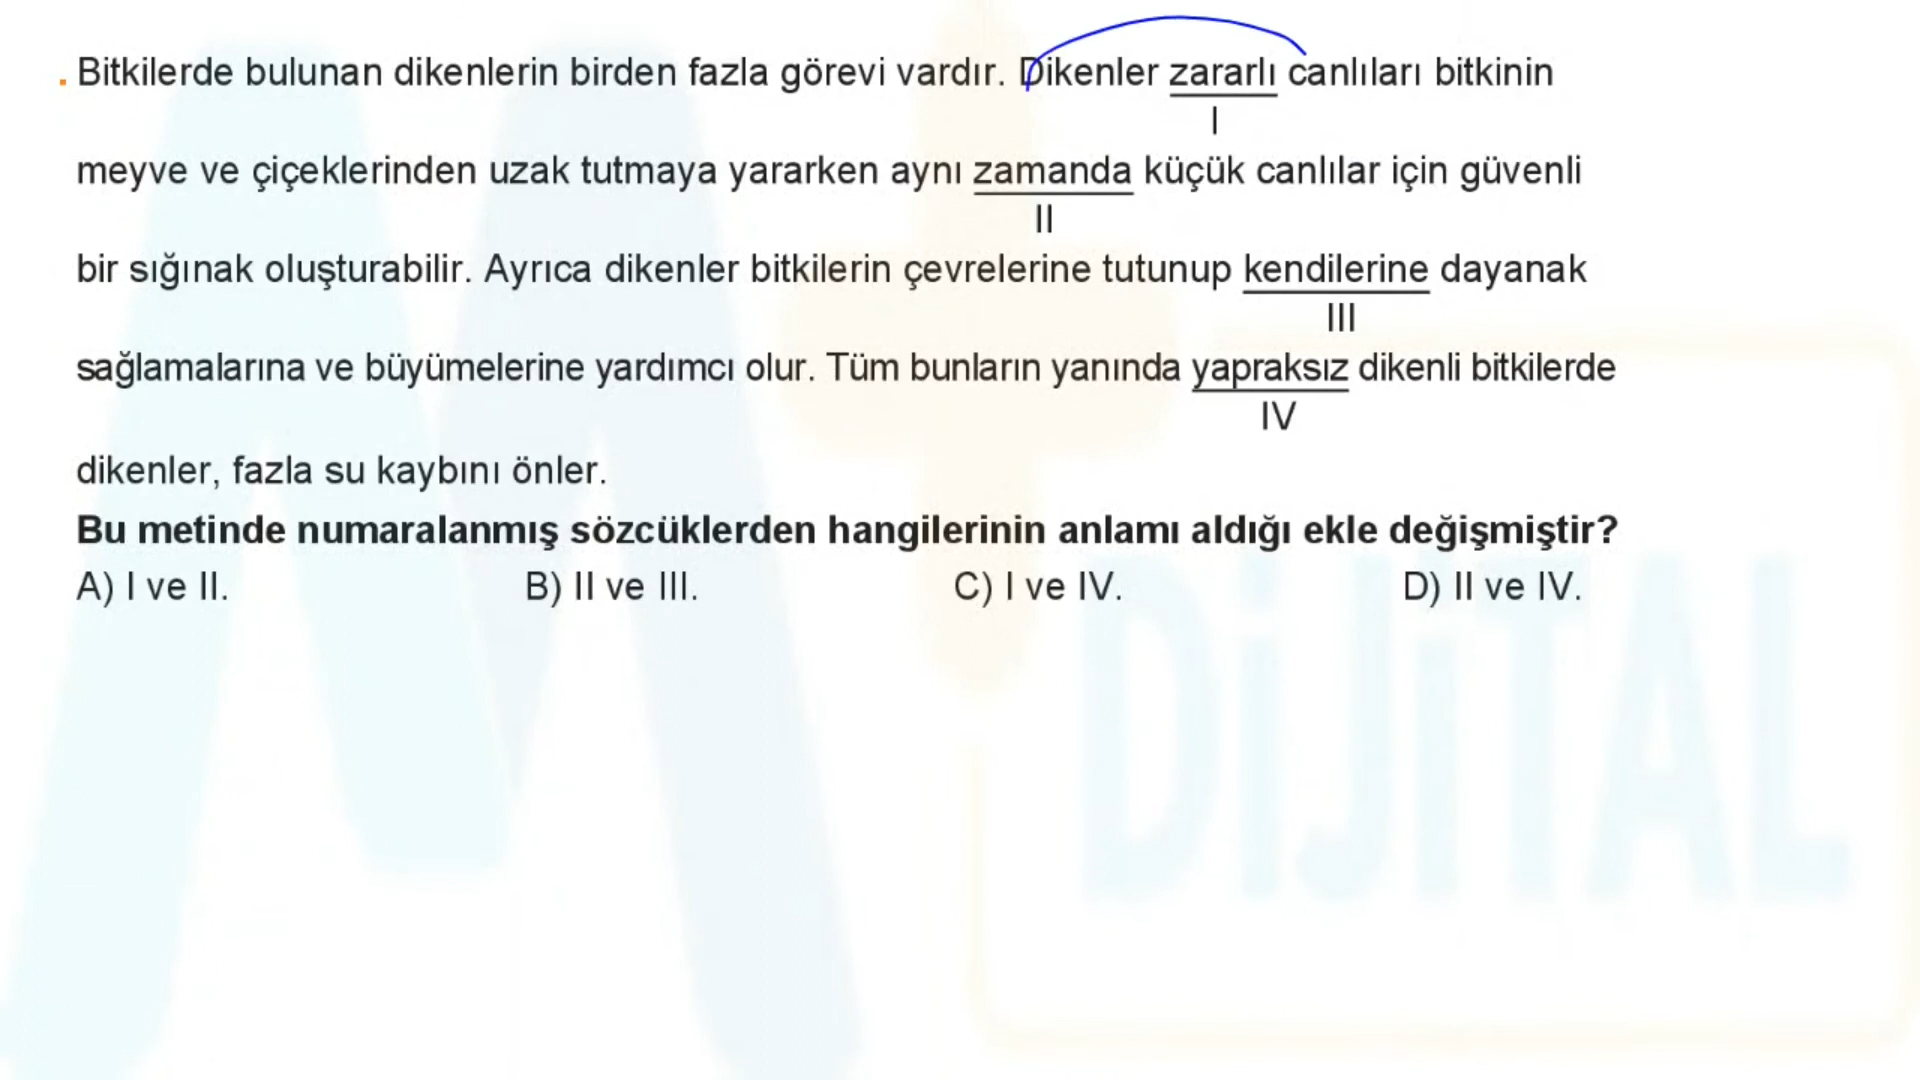 Bitkilerde bulunan dikenlerin birden fazla görevi vardır. Dikenler zararlı canlıları bitkinin
I
meyve ve çiçeklerinden uzak tutmaya yararken aynı zamanda küçük canlılar için güvenli
II
bir sığınak oluşturabilir. Ayrıca dikenler bitkilerin çevrelerine tutunup kendilerine dayanak
III
sağlamalarına ve büyümelerine yardımcı olur. Tüm bunların yanında yapraksız dikenli bitkilerde
IV
dikenler, fazla su kaybını önler.
Bu metinde numaralanmış sözcüklerden hangilerinin anlamı aldığı ekle değişmiştir?
A) I ve II. B) II ve III. C) I ve IV. D) II ve IV.
DİJİTAL